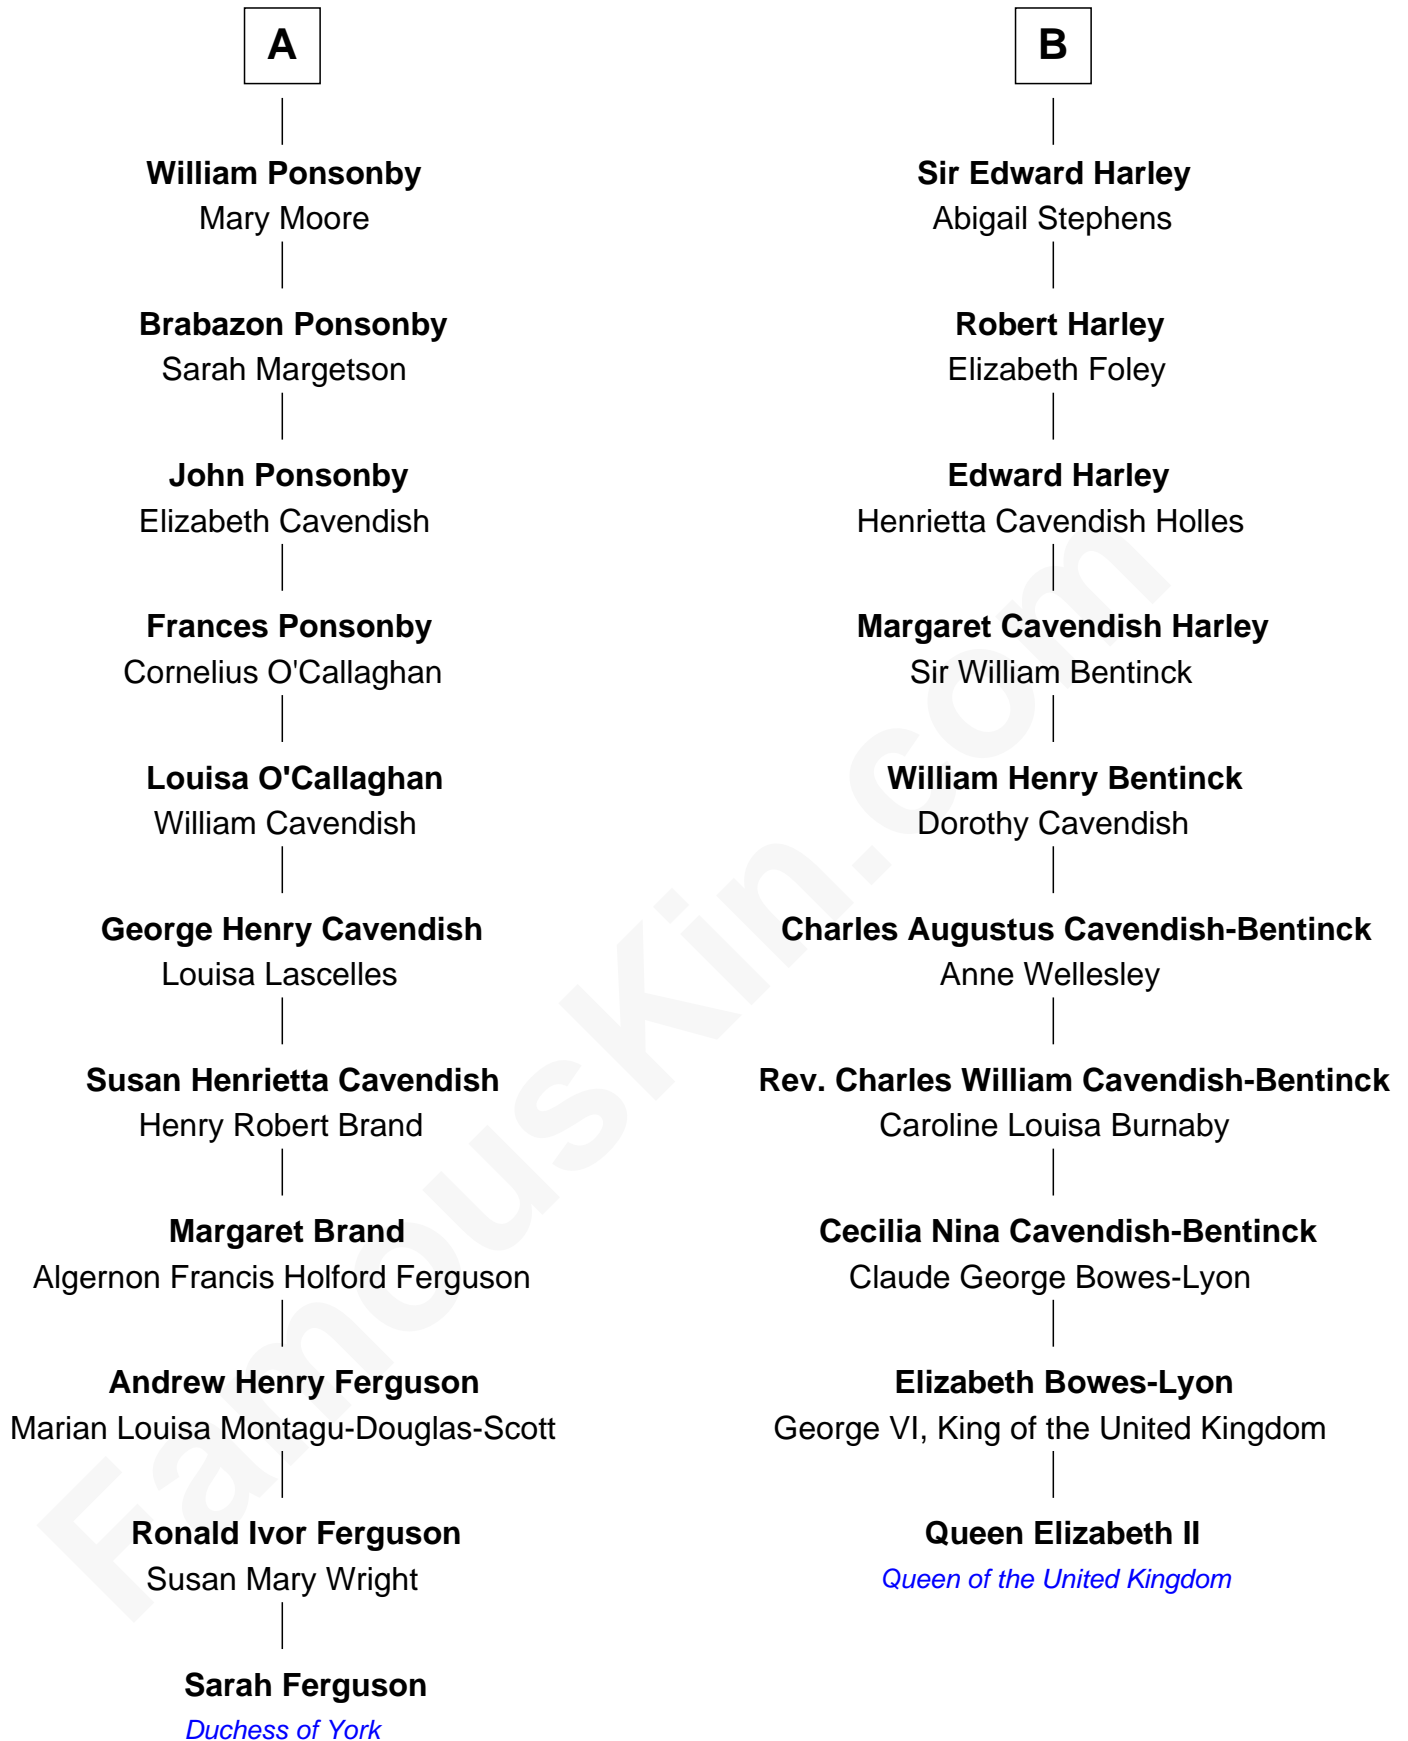 A
William Ponsonby
Mary Moore
Brabazon Ponsonby
Sarah Margetson
John Ponsonby
Elizabeth Cavendish
Frances Ponsonby
Cornelius O'Callaghan
Louisa O'Callaghan
William Cavendish
George Henry Cavendish
Louisa Lascelles
Susan Henrietta Cavendish
Henry Robert Brand
Margaret Brand
Algernon Francis Holford Ferguson
Andrew Henry Ferguson
Marian Louisa Montagu-Douglas-Scott
Ronald Ivor Ferguson
Susan Mary Wright
Sarah Ferguson
Duchess of York
B
Sir Edward Harley
Abigail Stephens
Robert Harley
Elizabeth Foley
Edward Harley
Henrietta Cavendish Holles
Margaret Cavendish Harley
Sir William Bentinck
William Henry Bentinck
Dorothy Cavendish
Charles Augustus Cavendish-Bentinck
Anne Wellesley
Rev. Charles William Cavendish-Bentinck
Caroline Louisa Burnaby
Cecilia Nina Cavendish-Bentinck
Claude George Bowes-Lyon
Elizabeth Bowes-Lyon
George VI, King of the United Kingdom
Queen Elizabeth II
Queen of the United Kingdom
FamousKin.com